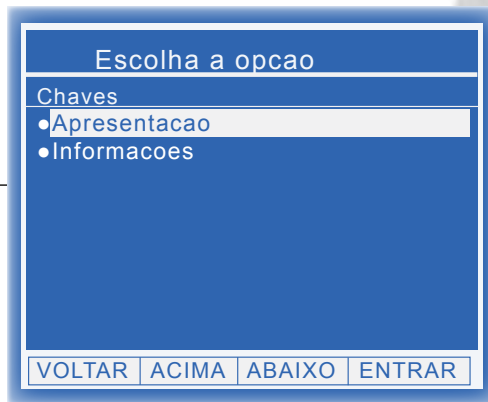 Escolha a opcao
Chaves
●Apresentacao
●Informacoes
VOLTAR ACIMA ABAIXO ENTRAR